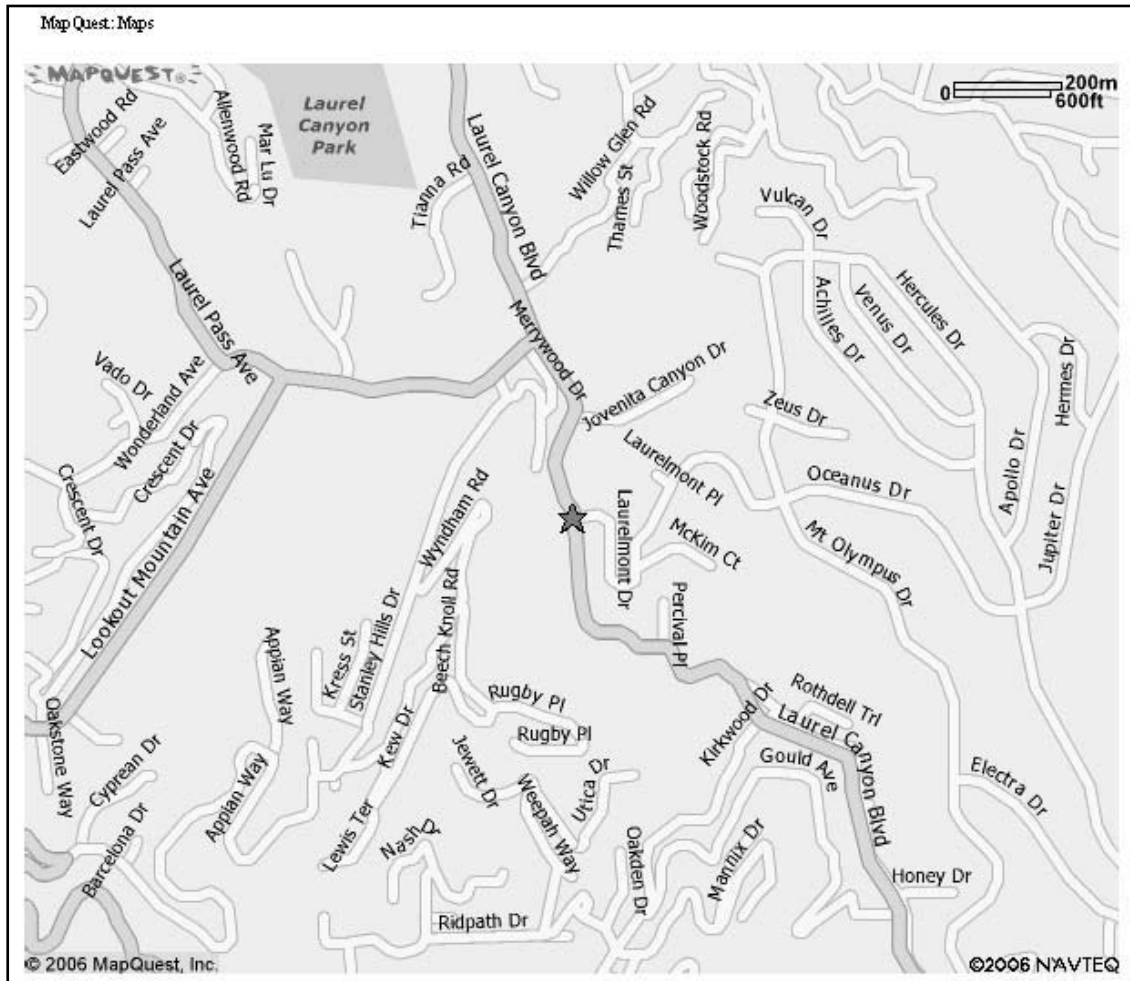 MapQuest: Maps
MAPQUEST®
0 200m
600ft
Laurel
Canyon
Park
Eastwood Rd
Laurel Pass Ave
Allenwood Rd
Mar Lu Dr
Tianna Rd
Laurel Canyon Blvd
Willow Glen Rd
Thames St
Woodstock Rd
Vulcan Dr
Laurel Pass Ave
Merrywood Dr
Achilles Dr
Venus Dr
Hercules Dr
Hermes Dr
Vado Dr
Wonderland Ave
Crescent Dr
Jovenita Canyon Dr
Zeus Dr
Laurelmont Pl
Oceanus Dr
Apollo Dr
Jupiter Dr
Crescent Dr
Lookout Mountain Ave
Wyndham Rd
Laurelmont Dr
McKim Ct
Mt Olympus Dr
Percival Pl
Oakstone Way
Appian Way
Kress St
Stanley Hills Dr
Beech Knoll Rd
Rugby Pl
Rugby Pl
Kirkwood Dr
Rothdell Trl
Laurel Canyon Blvd
Gould Ave
Electra Dr
Cyprean Dr
Barcelona Dr
Appian Way
Kew Dr
Lewis Ter
Jewett Dr
Weepah Way
Utica Dr
Nash D
Oakden Dr
Mannix Dr
Honey Dr
Ridpath Dr
© 2006 MapQuest, Inc.
©2006 NAVTEQ